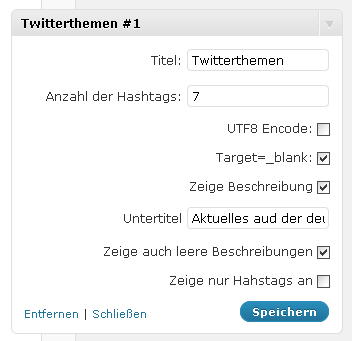 Twitterthemen #1
Titel: Twitterthemen
Anzahl der Hashtags: 7
UTF8 Encode:
Target=_blank:
Zeige Beschreibung
Untertitel Aktuelles aud der deu
Zeige auch leere Beschreibungen
Zeige nur Hahstags an
Entfernen | Schließen Speichern